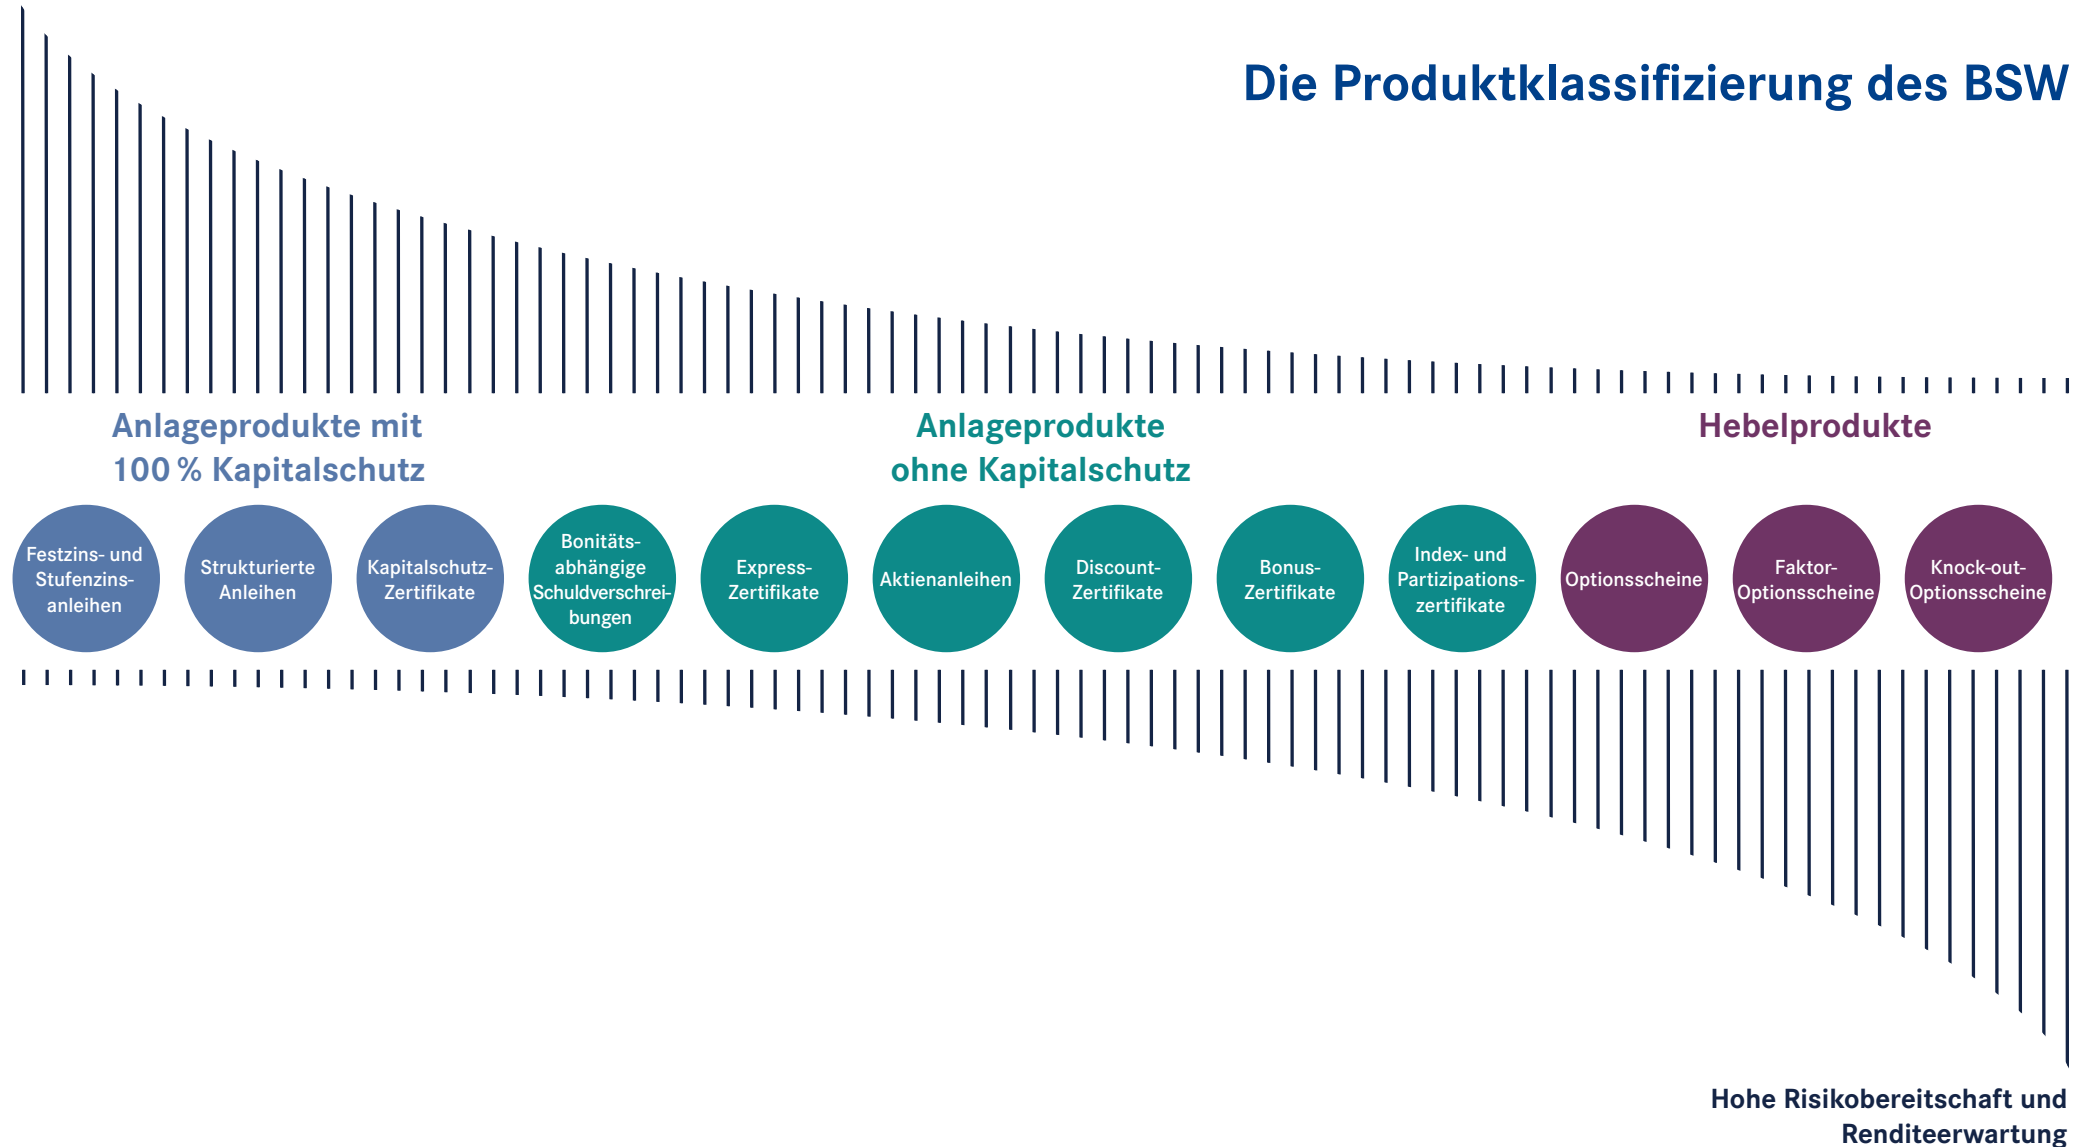 Die Produktklassifizierung des BSW
Anlageprodukte mit
100 % Kapitalschutz
Anlageprodukte
ohne Kapitalschutz
Hebelprodukte
Festzins- und
Stufenzins-
anleihen
Strukturierte
Anleihen
Kapitalschutz-
Zertifikate
Bonitäts-
abhängige
Schuldverschrei-
bungen
Express-
Zertifikate
Aktienanleihen
Discount-
Zertifikate
Bonus-
Zertifikate
Index- und
Partizipations-
zertifikate
Optionsscheine
Faktor-
Optionsscheine
Knock-out-
Optionsscheine
Hohe Risikobereitschaft und
Renditeerwartung